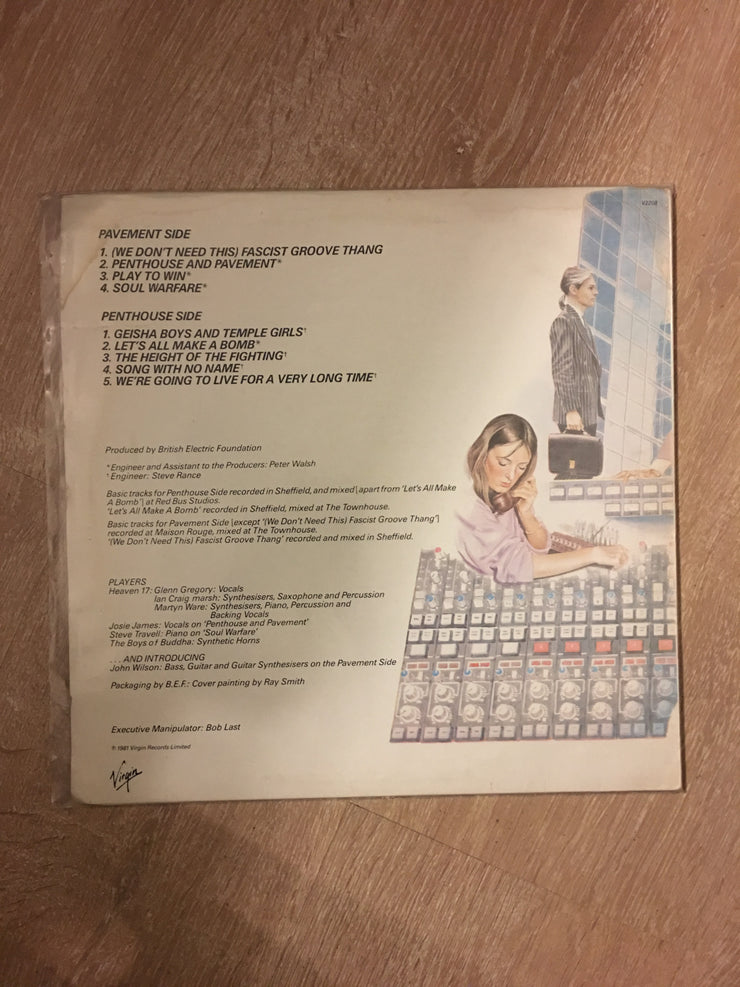 V2208
PAVEMENT SIDE
1. (WE DON'T NEED THIS) FASCIST GROOVE THANG
2. PENTHOUSE AND PAVEMENT*
3. PLAY TO WIN*
4. SOUL WARFARE*
PENTHOUSE SIDE
1. GEISHA BOYS AND TEMPLE GIRLS†
2. LET'S ALL MAKE A BOMB*
3. THE HEIGHT OF THE FIGHTING†
4. SONG WITH NO NAME†
5. WE'RE GOING TO LIVE FOR A VERY LONG TIME†
Produced by British Electric Foundation
*Engineer and Assistant to the Producers: Peter Walsh
†Engineer: Steve Rance
Basic tracks for Penthouse Side recorded in Sheffield, and mixed (apart from 'Let's All Make
A Bomb') at Red Bus Studios.
'Let's All Make A Bomb' recorded in Sheffield, mixed at The Townhouse.
Basic tracks for Pavement Side (except '(We Don't Need This) Fascist Groove Thang')
recorded at Maison Rouge, mixed at The Townhouse.
'(We Don't Need This) Fascist Groove Thang' recorded and mixed in Sheffield.
PLAYERS
Heaven 17: Glenn Gregory: Vocals
Ian Craig marsh: Synthesisers, Saxophone and Percussion
Martyn Ware: Synthesisers, Piano, Percussion and
Backing Vocals
Josie James: Vocals on 'Penthouse and Pavement'
Steve Travell: Piano on 'Soul Warfare'
The Boys of Buddha: Synthetic Horns
. . . AND INTRODUCING
John Wilson: Bass, Guitar and Guitar Synthesisers on the Pavement Side
Packaging by B.E.F.: Cover painting by Ray Smith
Executive Manipulator: Bob Last
℗ 1981 Virgin Records Limited
Virgin